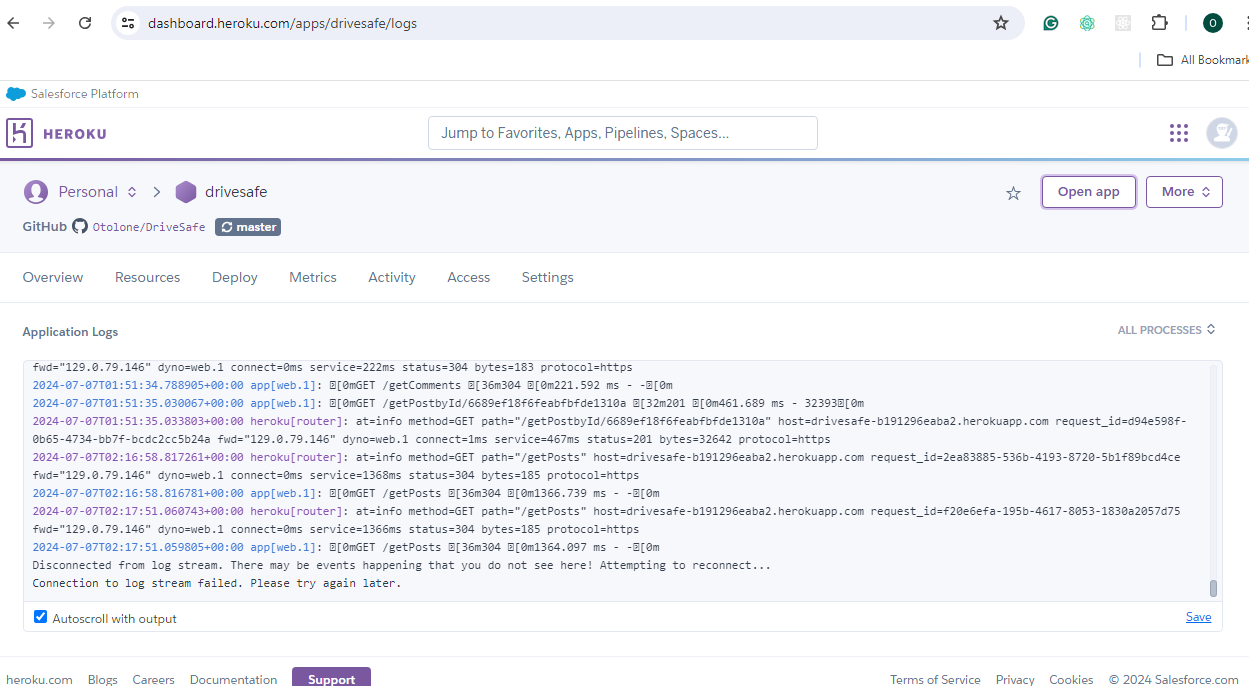 dashboard.heroku.com/apps/drivesafe/logs
O
All Bookmark
Salesforce Platform
HEROKU
Jump to Favorites, Apps, Pipelines, Spaces...
Personal
drivesafe
Open app
More
GitHub Otolone/DriveSafe master
Overview Resources Deploy Metrics Activity Access Settings
Application Logs
ALL PROCESSES
fwd="129.0.79.146" dyno=web.1 connect=0ms service=222ms status=304 bytes=183 protocol=https
2024-07-07T01:51:34.788905+00:00 app[web.1]: [0mGET /getComments [36m304 [0m221.592 ms - -[0m
2024-07-07T01:51:35.030067+00:00 app[web.1]: [0mGET /getPostbyId/6689ef18f6feabfbfde1310a [32m201 [0m461.689 ms - 32393[0m
2024-07-07T01:51:35.033803+00:00 heroku[router]: at=info method=GET path="/getPostbyId/6689ef18f6feabfbfde1310a" host=drivesafe-b191296eaba2.herokuapp.com request_id=d94e598f-
0b65-4734-bb7f-bcdc2cc5b24a fwd="129.0.79.146" dyno=web.1 connect=1ms service=467ms status=201 bytes=32642 protocol=https
2024-07-07T02:16:58.817261+00:00 heroku[router]: at=info method=GET path="/getPosts" host=drivesafe-b191296eaba2.herokuapp.com request_id=2ea83885-536b-4193-8720-5b1f89bcd4ce
fwd="129.0.79.146" dyno=web.1 connect=0ms service=1368ms status=304 bytes=185 protocol=https
2024-07-07T02:16:58.816781+00:00 app[web.1]: [0mGET /getPosts [36m304 [0m1366.739 ms - -[0m
2024-07-07T02:17:51.060743+00:00 heroku[router]: at=info method=GET path="/getPosts" host=drivesafe-b191296eaba2.herokuapp.com request_id=f20e6efa-195b-4617-8053-1830a2057d75
fwd="129.0.79.146" dyno=web.1 connect=0ms service=1366ms status=304 bytes=185 protocol=https
2024-07-07T02:17:51.059805+00:00 app[web.1]: [0mGET /getPosts [36m304 [0m1364.097 ms - -[0m
Disconnected from log stream. There may be events happening that you do not see here! Attempting to reconnect...
Connection to log stream failed. Please try again later.
Autoscroll with output
Save
heroku.com Blogs Careers Documentation Support Terms of Service Privacy Cookies © 2024 Salesforce.com